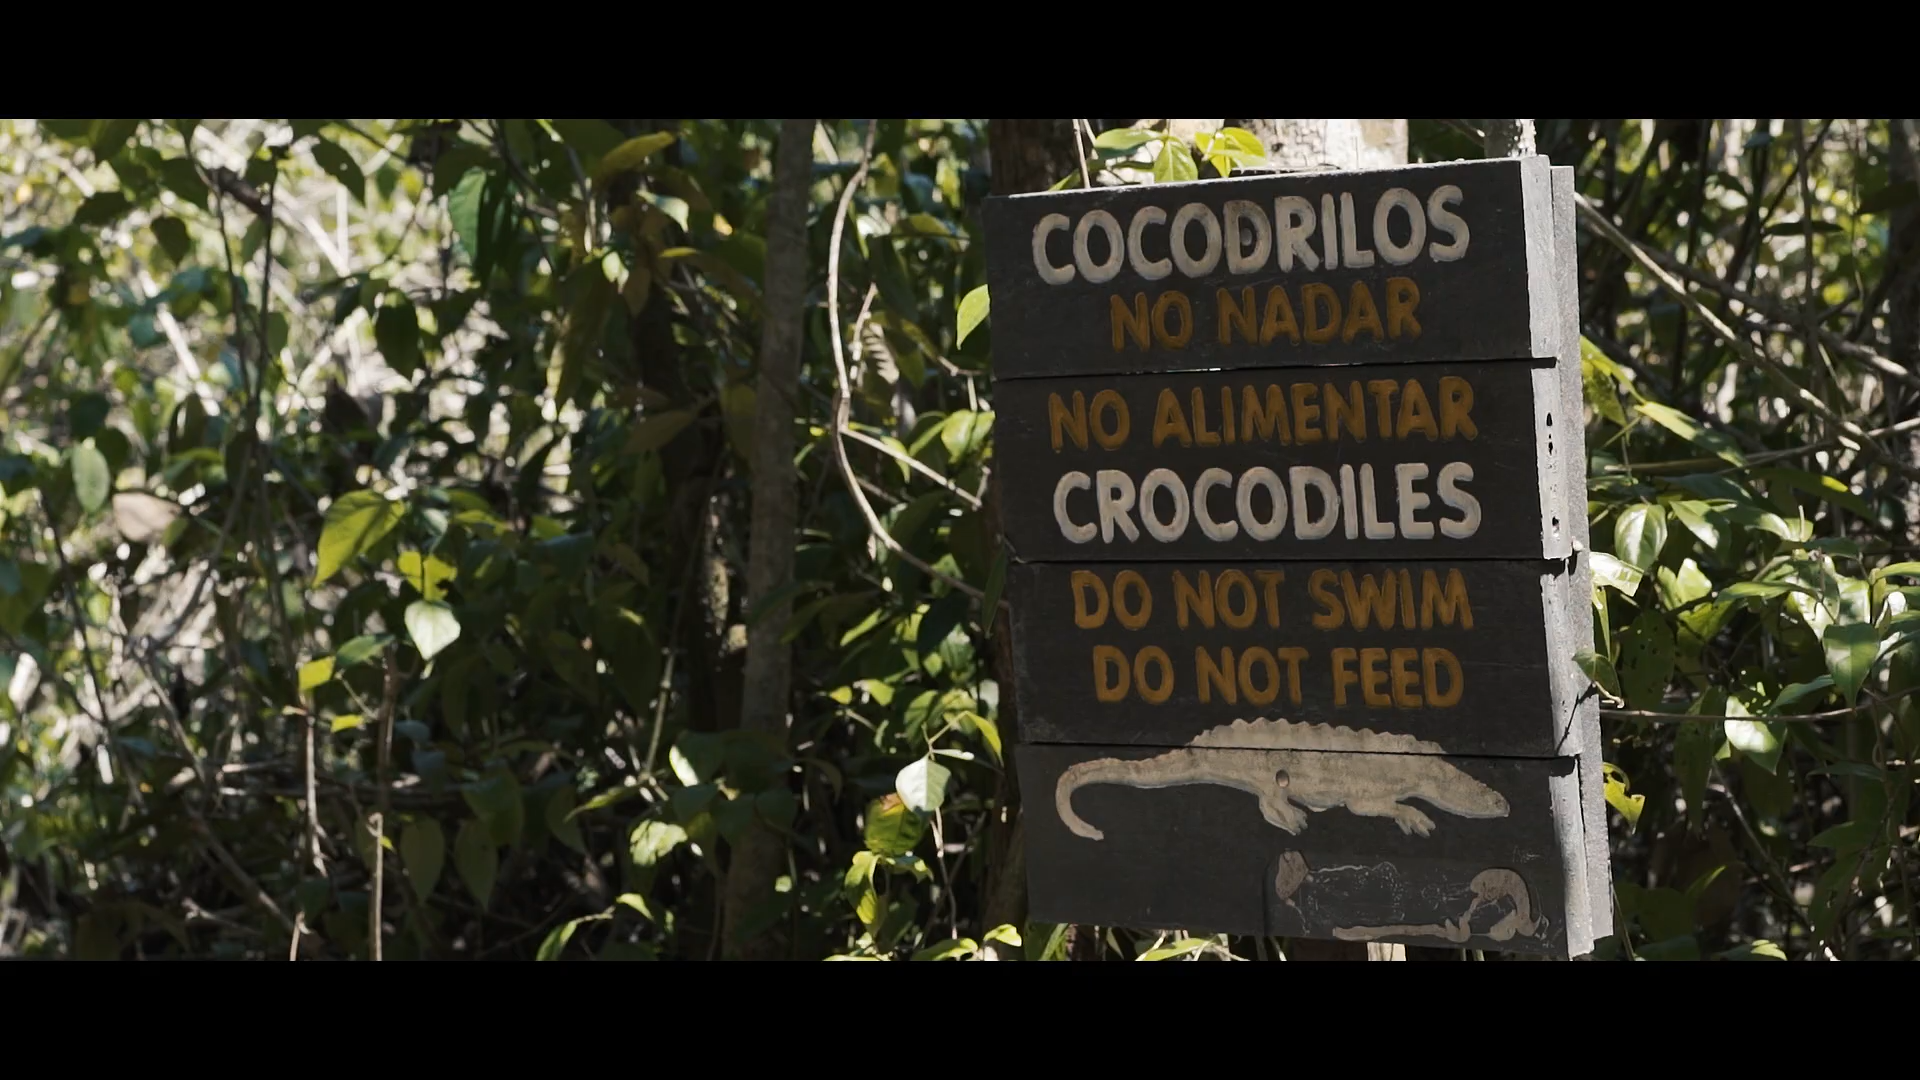 COCODRILOS
NO NADAR
NO ALIMENTAR
CROCODILES
DO NOT SWIM
DO NOT FEED